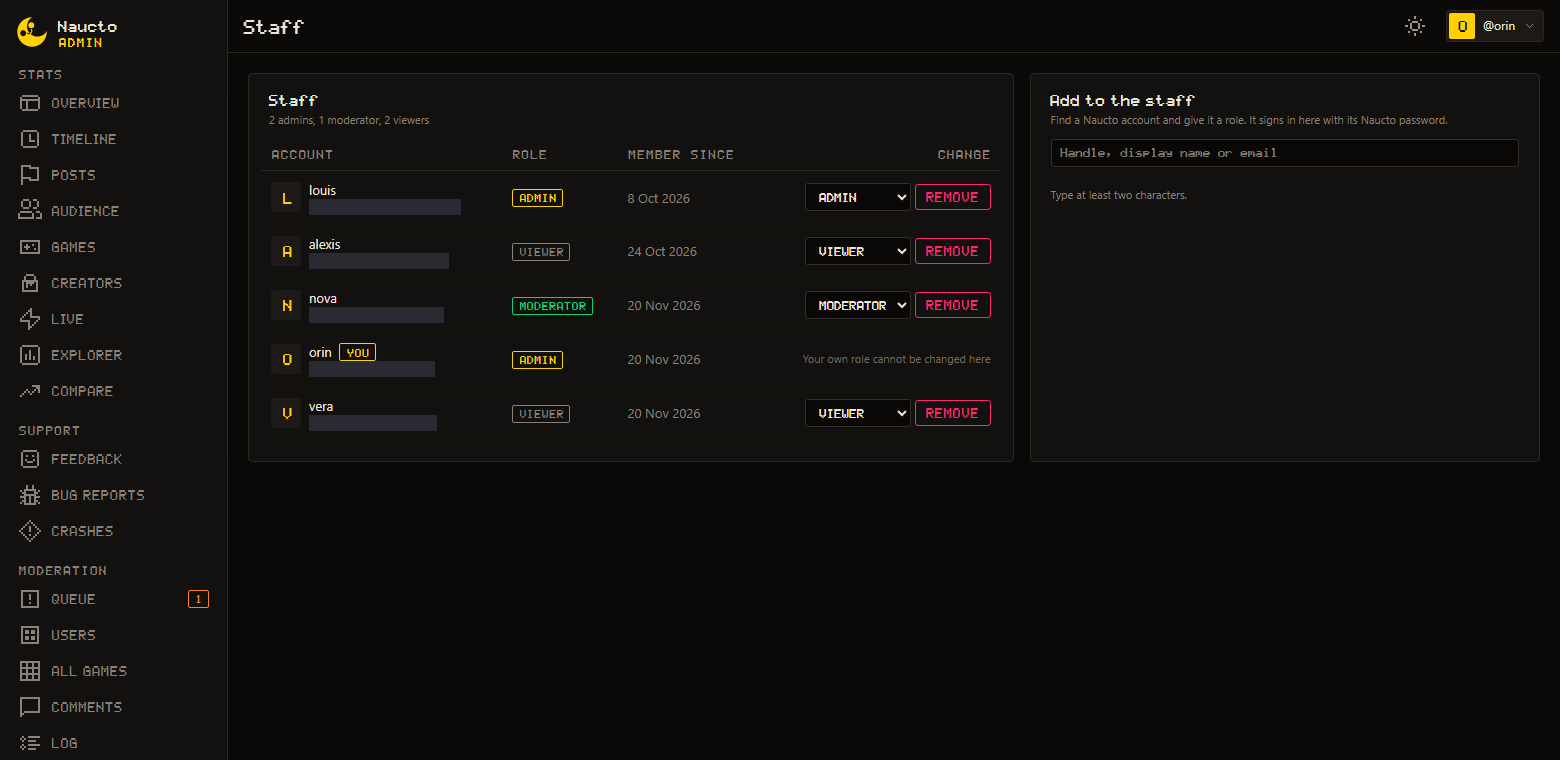 Naucto
ADMIN
STATS
OVERVIEW
TIMELINE
POSTS
AUDIENCE
GAMES
CREATORS
LIVE
EXPLORER
COMPARE
SUPPORT
FEEDBACK
BUG REPORTS
CRASHES
MODERATION
QUEUE 1
USERS
ALL GAMES
COMMENTS
LOG
Staff
O @orin
Staff
2 admins, 1 moderator, 2 viewers
ACCOUNT ROLE MEMBER SINCE CHANGE
L louis ADMIN 8 Oct 2026 ADMIN REMOVE
A alexis VIEWER 24 Oct 2026 VIEWER REMOVE
N nova MODERATOR 20 Nov 2026 MODERATOR REMOVE
O orin YOU ADMIN 20 Nov 2026 Your own role cannot be changed here
V vera VIEWER 20 Nov 2026 VIEWER REMOVE
Add to the staff
Find a Naucto account and give it a role. It signs in here with its Naucto password.
Handle, display name or email
Type at least two characters.